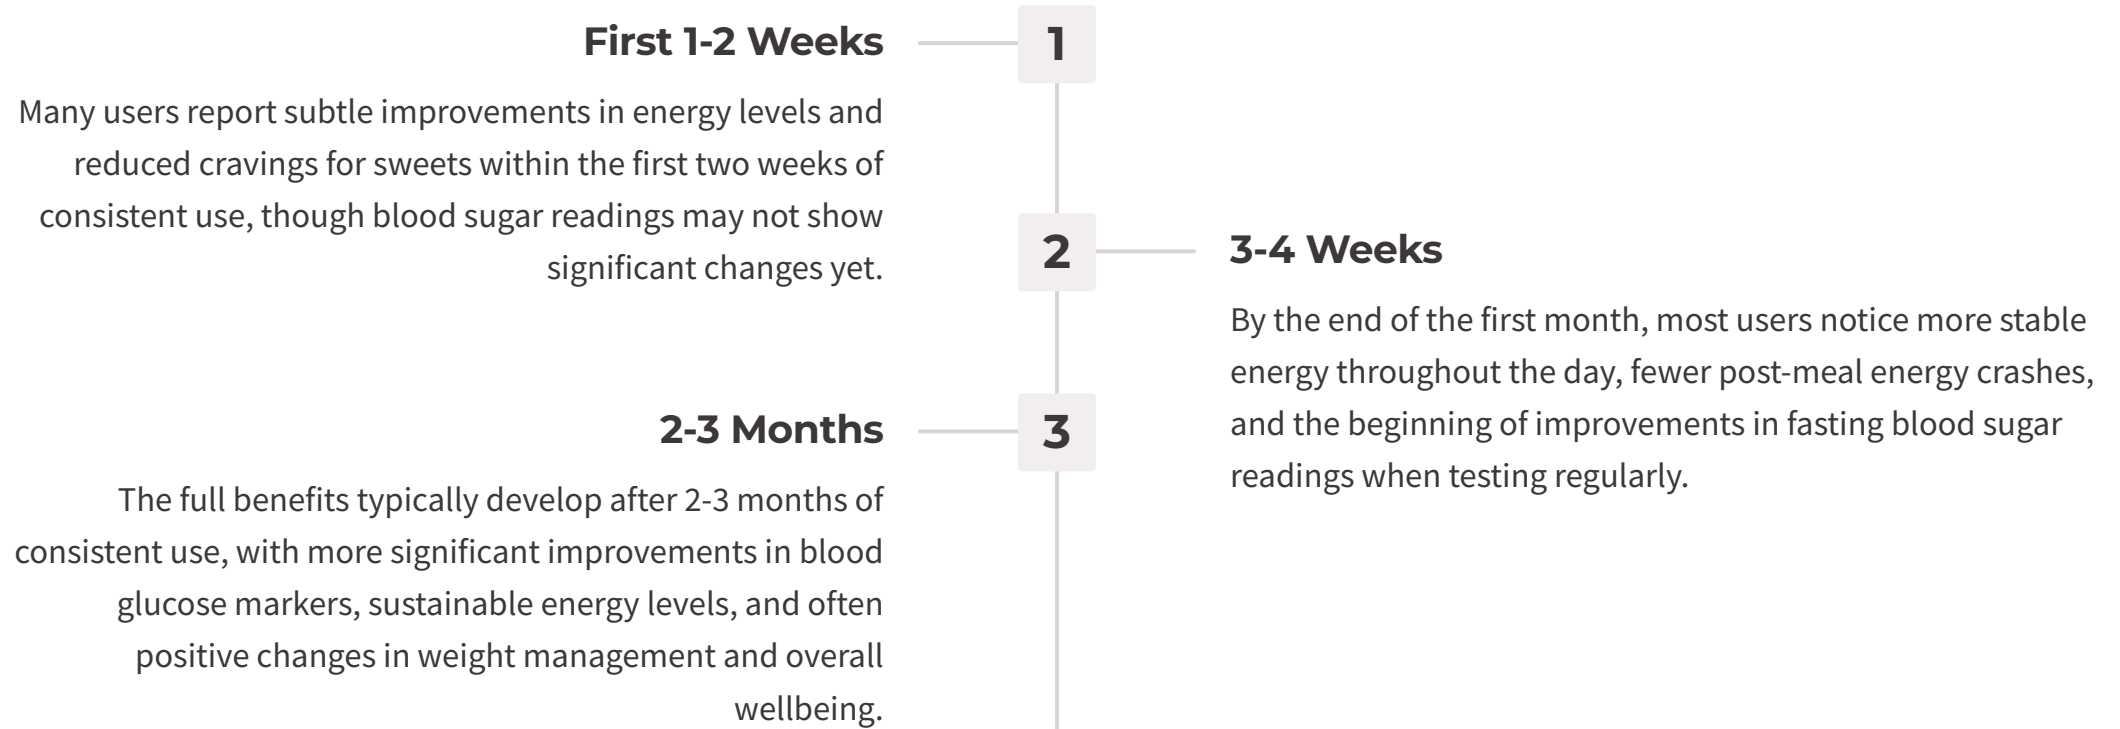 First 1-2 Weeks
1
Many users report subtle improvements in energy levels and
reduced cravings for sweets within the first two weeks of
consistent use, though blood sugar readings may not show
significant changes yet.
2
3-4 Weeks
By the end of the first month, most users notice more stable
energy throughout the day, fewer post-meal energy crashes,
and the beginning of improvements in fasting blood sugar
readings when testing regularly.
2-3 Months
3
The full benefits typically develop after 2-3 months of
consistent use, with more significant improvements in blood
glucose markers, sustainable energy levels, and often
positive changes in weight management and overall
wellbeing.